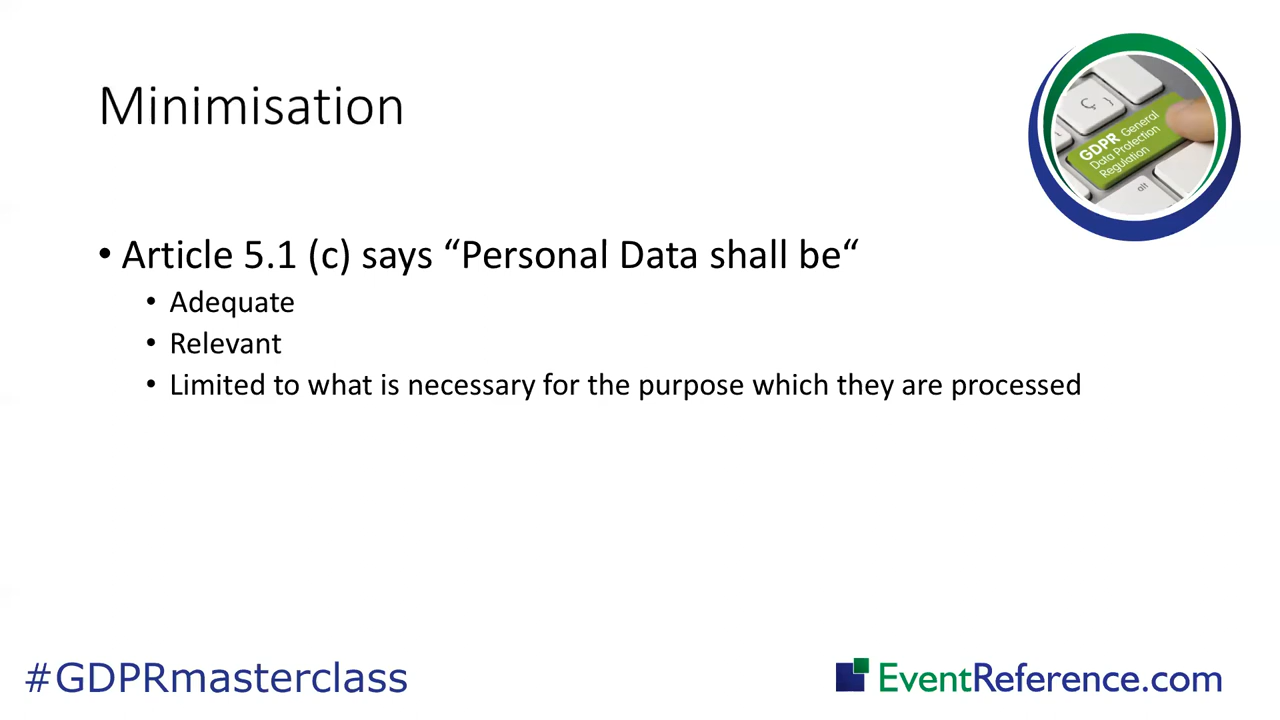 Minimisation
GDPR General
Data Protection
Regulation
alt
• Article 5.1 (c) says “Personal Data shall be“
• Adequate
• Relevant
• Limited to what is necessary for the purpose which they are processed
#GDPRmasterclass
EventReference.com